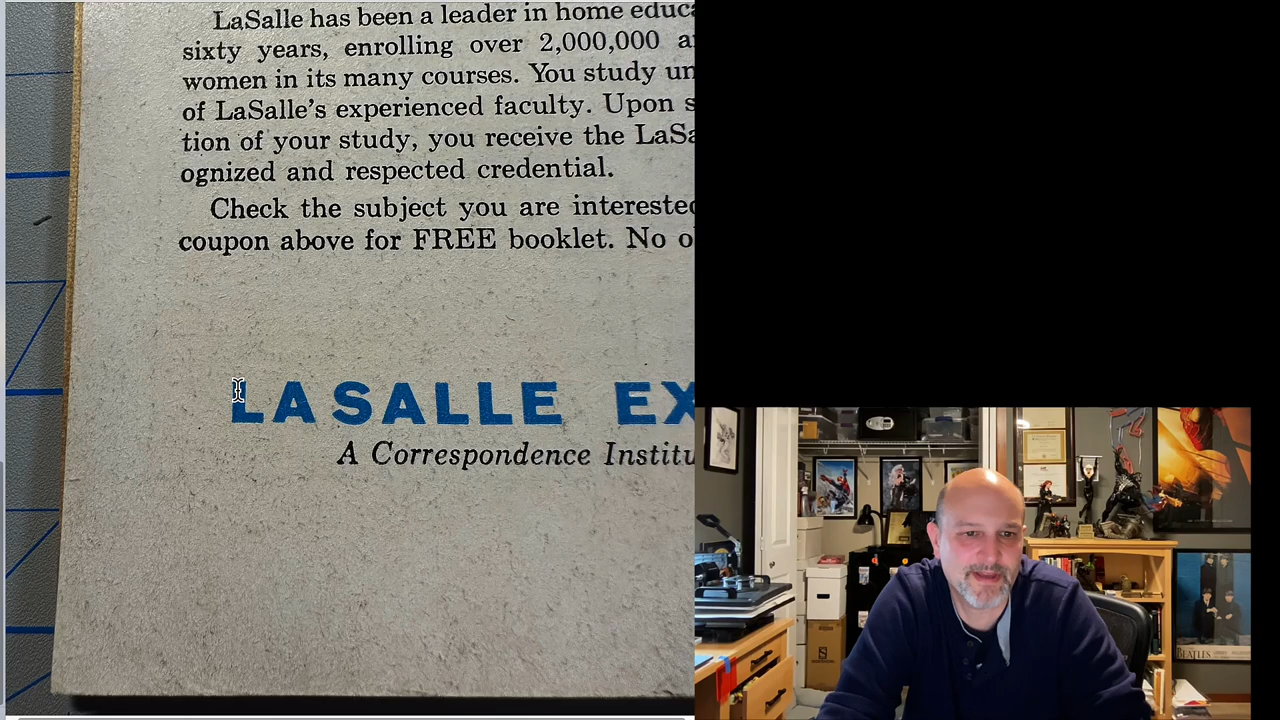 LaSalle has been a leader in home educa
sixty years, enrolling over 2,000,000 a
women in its many courses. You study un
of LaSalle's experienced faculty. Upon s
tion of your study, you receive the LaSa
ognized and respected credential.
Check the subject you are interested
coupon above for FREE booklet. No o
LASALLE EX
A Correspondence Institu
BEATLES